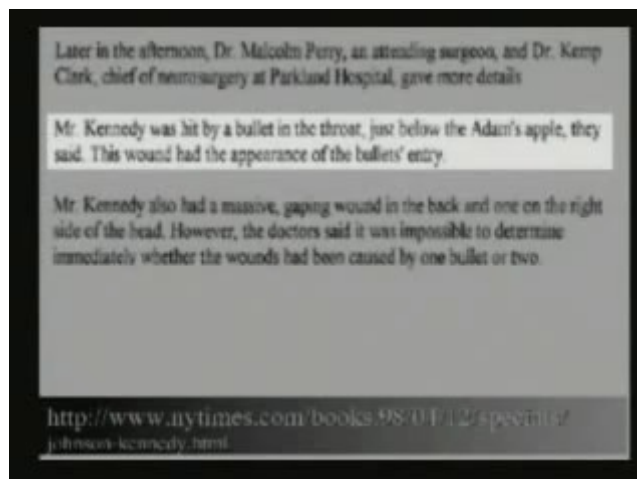 Later in the afternoon, Dr. Malcolm Perry, an attending surgeon, and Dr. Kemp
Clark, chief of neurosurgery at Parkland Hospital, gave more details
Mr. Kennedy was hit by a bullet in the throat, just below the Adam's apple, they
said. This wound had the appearance of the bullets' entry.
Mr. Kennedy also had a massive, gaping wound in the back and one on the right
side of the head. However, the doctors said it was impossible to determine
immediately whether the wounds had been caused by one bullet or two.
http://www.nytimes.com/books/98/04/12/specials/
johnson-kennedy.html